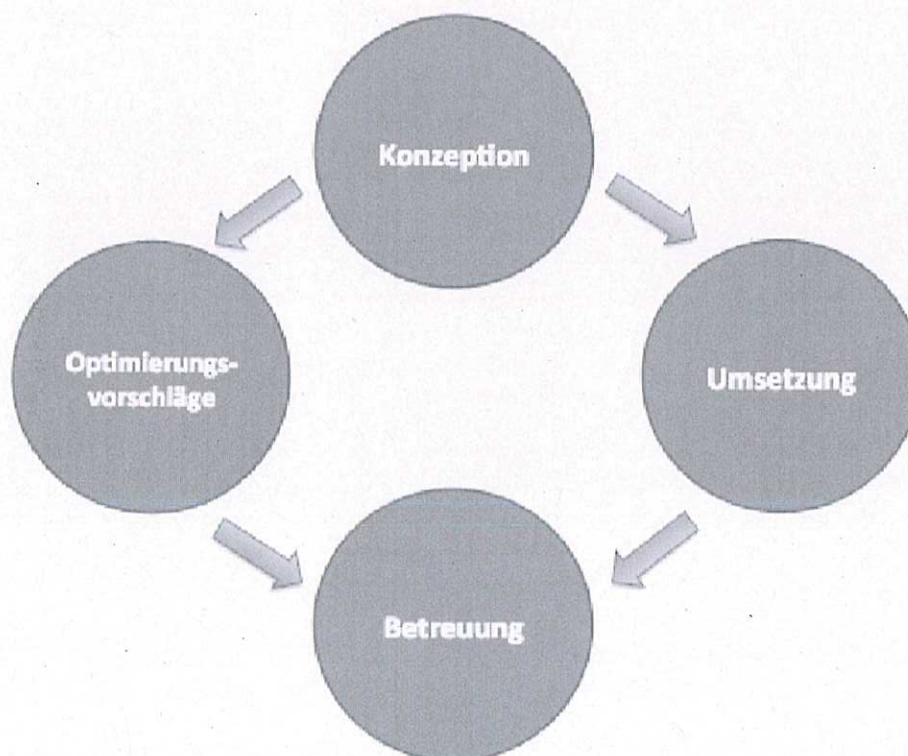 Konzeption
Optimierungs-
vorschläge
Umsetzung
Betreuung